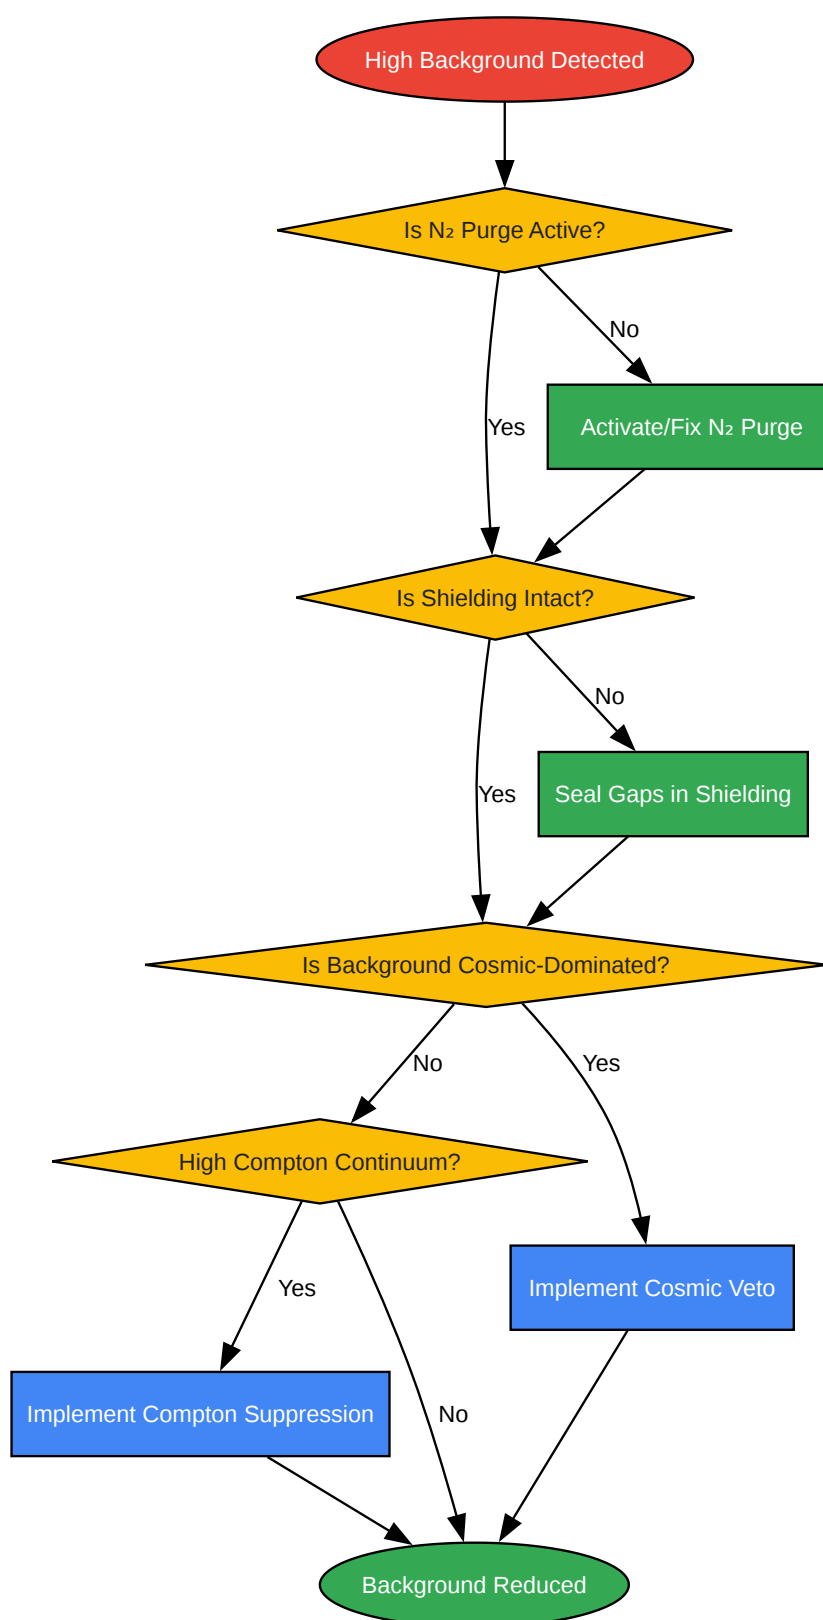 High Background Detected
Is N₂ Purge Active?
No
Activate/Fix N₂ Purge
Yes
Is Shielding Intact?
No
Seal Gaps in Shielding
Yes
Is Background Cosmic-Dominated?
No
Yes
High Compton Continuum?
Yes
Implement Cosmic Veto
Implement Compton Suppression
No
Background Reduced